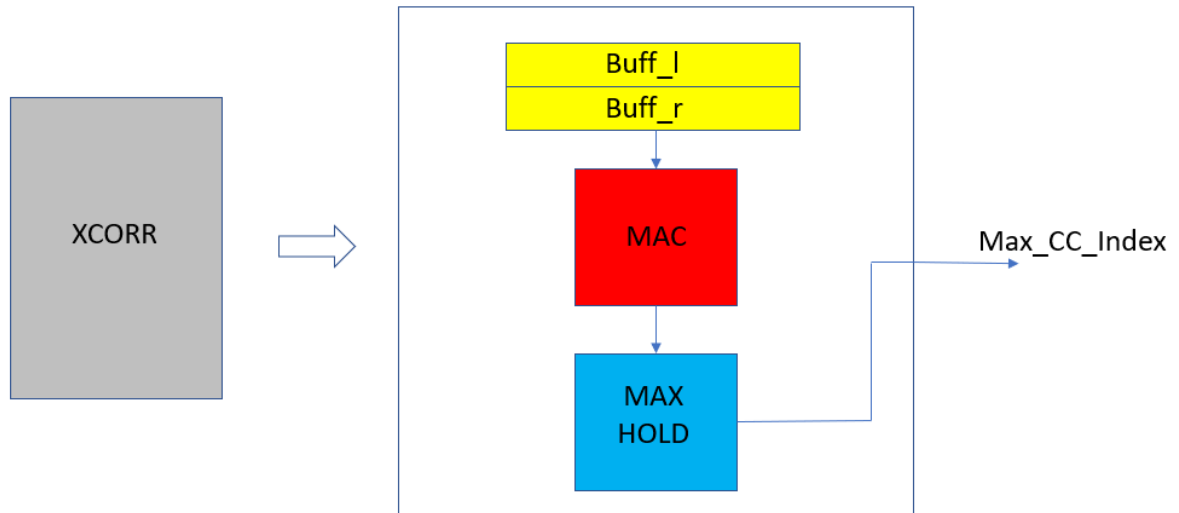 XCORR
Buff_l
Buff_r
MAC
MAX
HOLD
Max_CC_Index